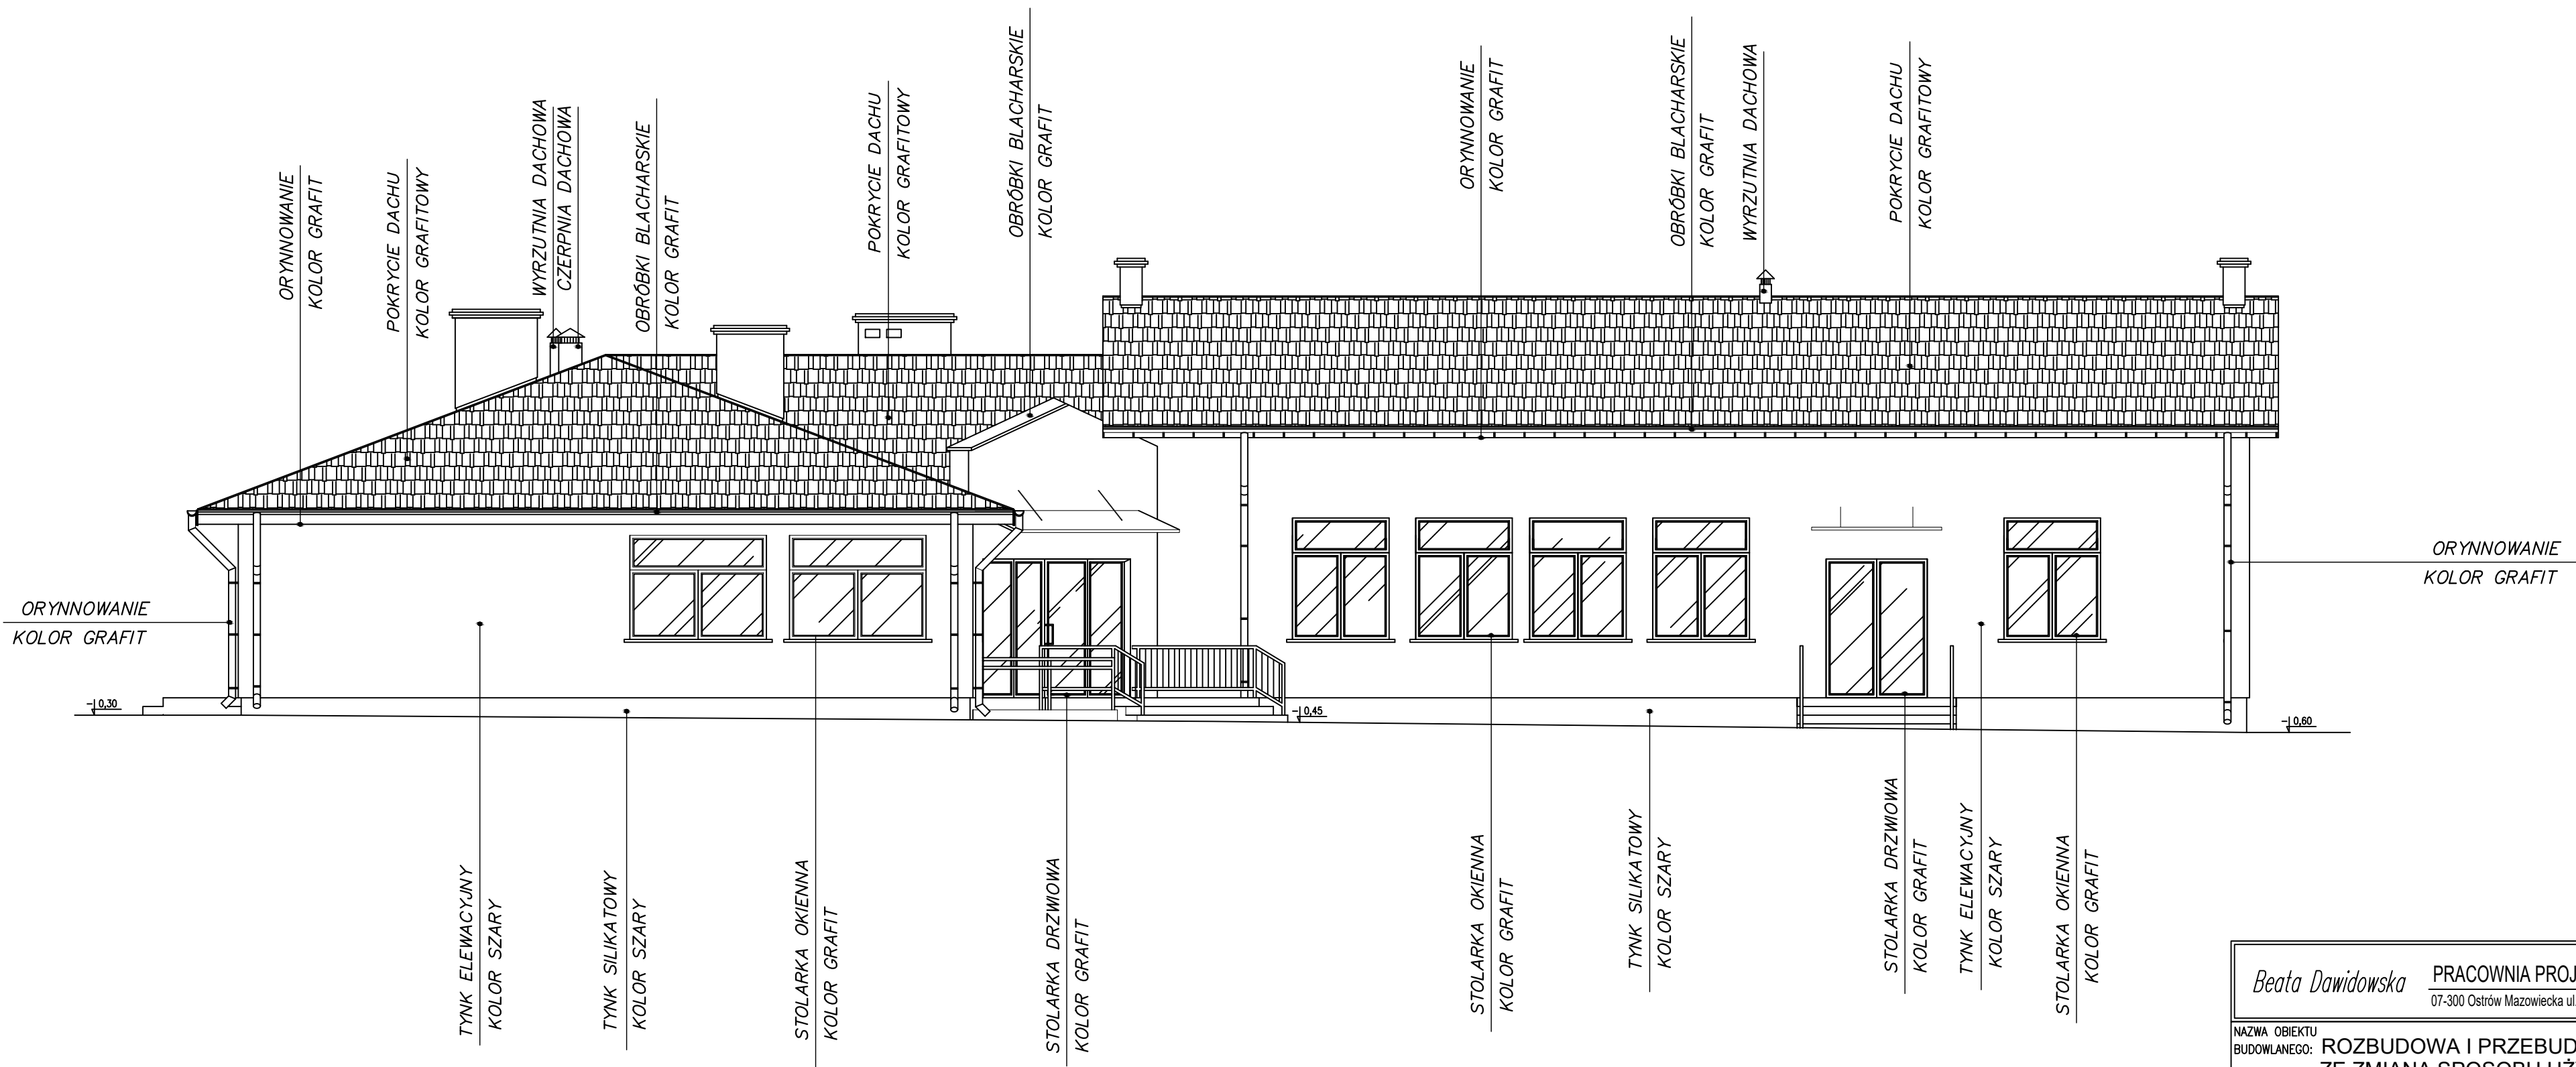 ORYNNOWANIE
KOLOR GRAFIT
POKRYCIE DACHU
KOLOR GRAFITOWY
WYRZUTNIA DACHOWA
CZERPNIA DACHOWA
OBRÓBKI BLACHARSKIE
KOLOR GRAFIT
POKRYCIE DACHU
KOLOR GRAFITOWY
OBRÓBKI BLACHARSKIE
KOLOR GRAFIT
ORYNNOWANIE
KOLOR GRAFIT
OBRÓBKI BLACHARSKIE
KOLOR GRAFIT
WYRZUTNIA DACHOWA
POKRYCIE DACHU
KOLOR GRAFITOWY
ORYNNOWANIE
KOLOR GRAFIT
ORYNNOWANIE
KOLOR GRAFIT
-0,30
-0,45
-0,60
TYNK ELEWACYJNY
KOLOR SZARY
TYNK SILIKATOWY
KOLOR SZARY
STOLARKA OKIENNA
KOLOR GRAFIT
STOLARKA DRZWIOWA
KOLOR GRAFIT
STOLARKA OKIENNA
KOLOR GRAFIT
TYNK SILIKATOWY
KOLOR SZARY
STOLARKA DRZWIOWA
KOLOR GRAFIT
TYNK ELEWACYJNY
KOLOR SZARY
STOLARKA OKIENNA
KOLOR GRAFIT
Beata Dawidowska
PRACOWNIA PROJ
07-300 Ostrów Mazowiecka ul.
NAZWA OBIEKTU
BUDOWLANEGO: ROZBUDOWA I PRZEBUD
ZE ZMIANĄ SPOSOBU UŻ